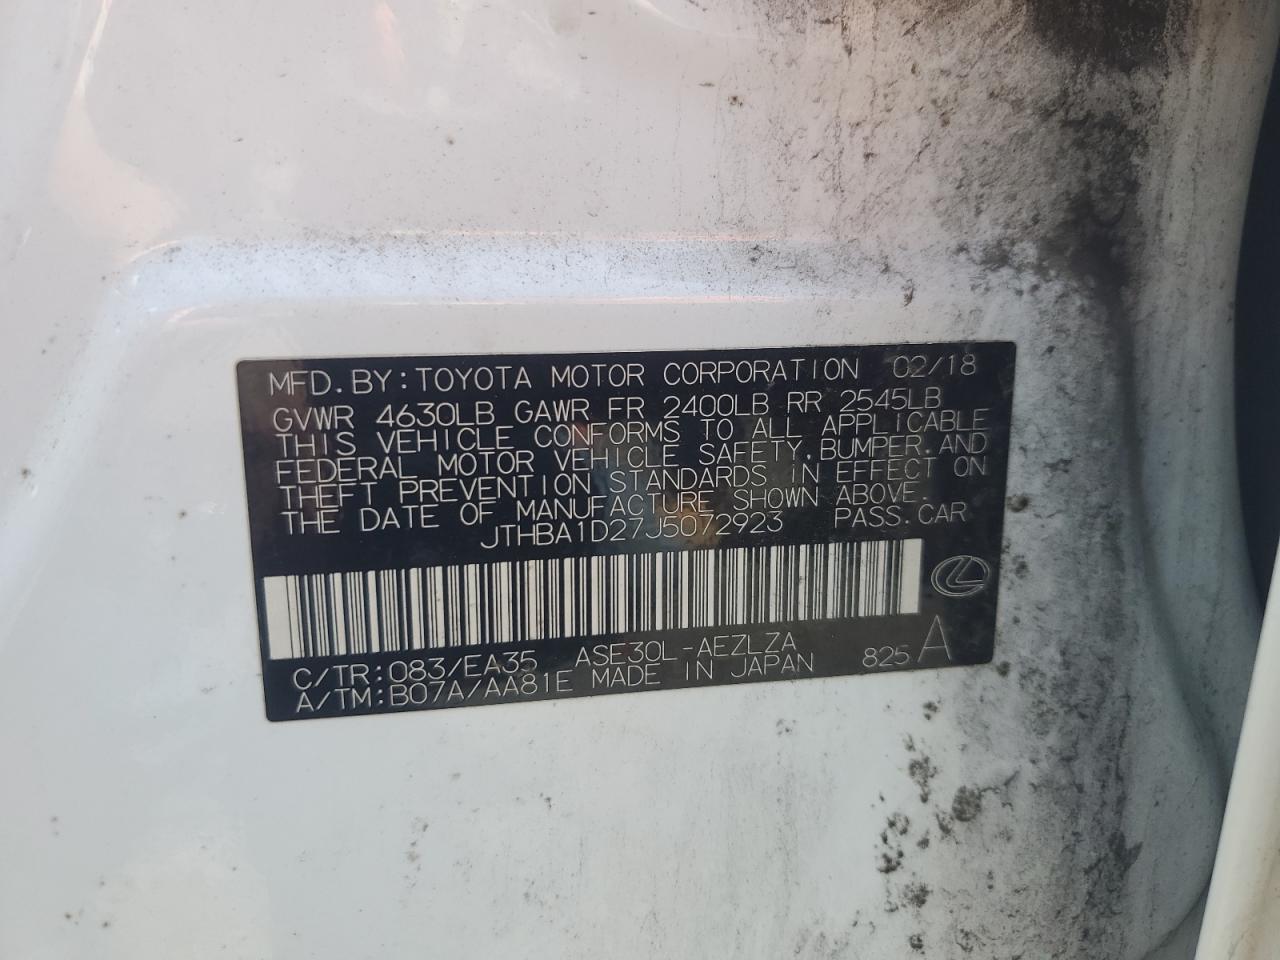 MFD.BY:TOYOTA MOTOR CORPORATION 02/18
GVWR 4630LB GAWR FR 2400LB RR 2545LB
THIS VEHICLE CONFORMS TO ALL APPLICABLE
FEDERAL MOTOR VEHICLE SAFETY,BUMPER,AND
THEFT PREVENTION STANDARDS IN EFFECT ON
THE DATE OF MANUFACTURE SHOWN ABOVE.
JTHBA1D27J5072923 PASS.CAR
C/TR:083/EA35 ASE30L-AEZLZA
A/TM:B07A/AA81E MADE IN JAPAN 825 A